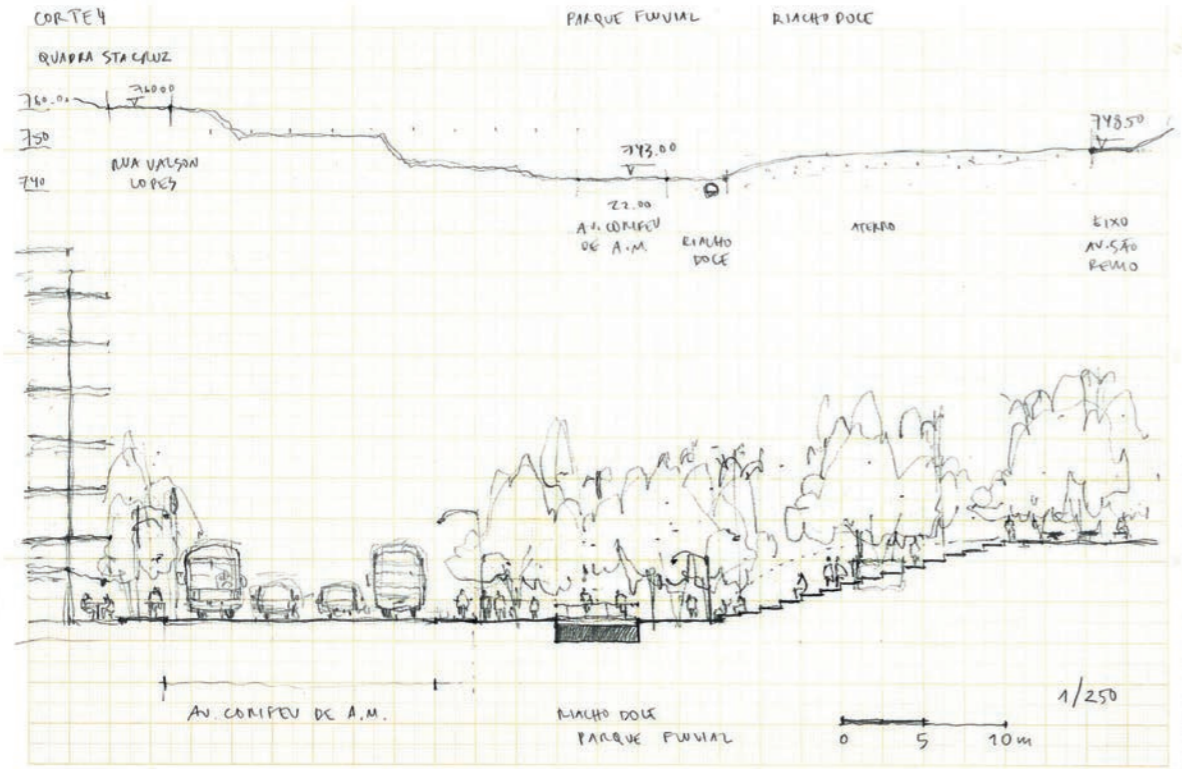 CORTE 4
PARQUE FLUVIAL
RIACHO DOCE
QUADRA STA CRUZ
760.00
760.00
750
740
RUA VALSON
LOPES
743.00
748.50
22.00
AV. CORIFEU
DE A.M
RIACHO
DOCE
ATERRO
EIXO
AV. SÃO
REMO
AV. CORIFEU DE A.M.
RIACHO DOCE
PARQUE FLUVIAL
1/250
0 5 10m